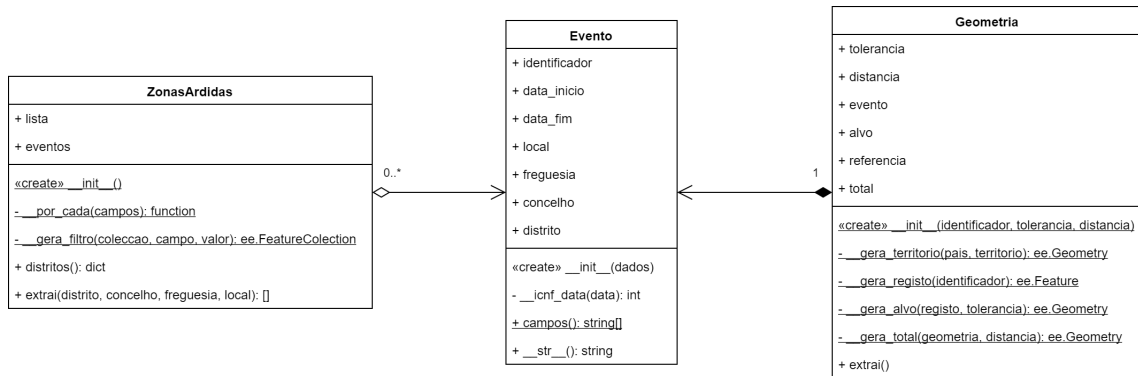 ZonasArdidas
+ lista
+ eventos
«create» __init__()
- __por_cada(campos): function
- __gera_filtro(coleccao, campo, valor): ee.FeatureColection
+ distritos(): dict
+ extrai(distrito, concelho, freguesia, local): []
0..*
Evento
+ identificador
+ data_inicio
+ data_fim
+ local
+ freguesia
+ concelho
+ distrito
«create» __init__(dados)
- __icnf_data(data): int
+ campos(): string[]
+ __str__(): string
1
Geometria
+ tolerancia
+ distancia
+ evento
+ alvo
+ referencia
+ total
«create» __init__(identificador, tolerancia, distancia)
- __gera_territorio(pais, territorio): ee.Geometry
- __gera_registo(identificador): ee.Feature
- __gera_alvo(registo, tolerancia): ee.Geometry
- __gera_total(geometria, distancia): ee.Geometry
+ extrai()